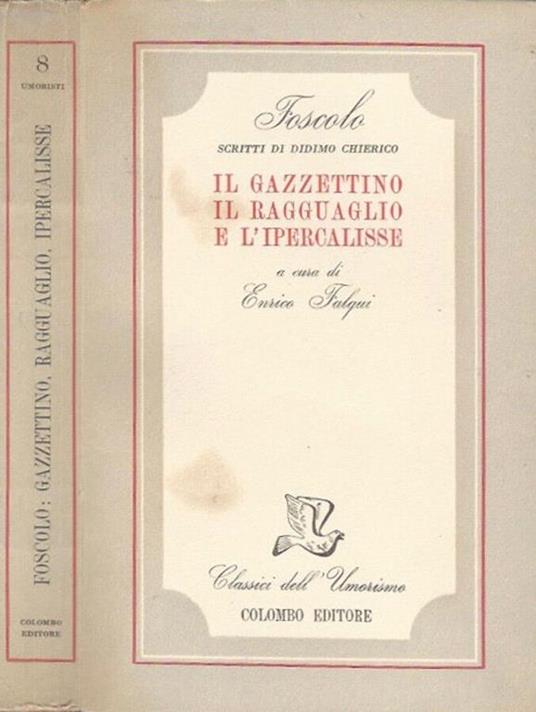 8
UMORISTI
FOSCOLO: GAZZETTINO, RAGGUAGLIO, IPERCALISSE
COLOMBO
EDITORE
Foscolo
SCRITTI DI DIDIMO CHIERICO
IL GAZZETTINO
IL RAGGUAGLIO
E L'IPERCALISSE
a cura di
Enrico Falqui
Classici dell'Umorismo
COLOMBO EDITORE